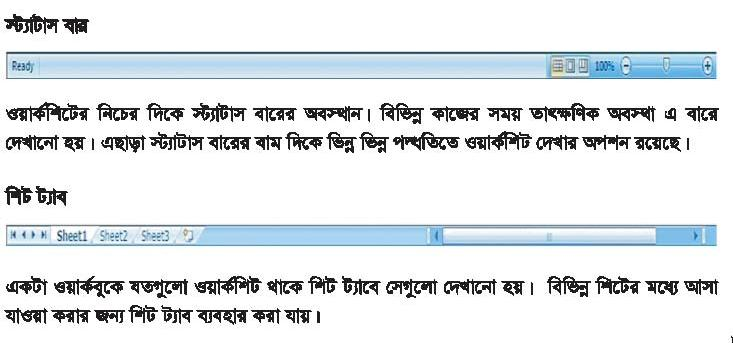 স্ট্যাটাস বার
Ready 100%
ওয়ার্কশিটের নিচের দিকে স্ট্যাটাস বারের অবস্থান। বিভিন্ন কাজের সময় তাৎক্ষণিক অবস্থা এ বারে
দেখানো হয়। এছাড়া স্ট্যাটাস বারের বাম দিকে ভিন্ন ভিন্ন পদ্ধতিতে ওয়ার্কশিট দেখার অপশন রয়েছে।
শিট ট্যাব
Sheet1 Sheet2 Sheet3
একটা ওয়ার্কবুকে যতগুলো ওয়ার্কশিট থাকে শিট ট্যাবে সেগুলো দেখানো হয়। বিভিন্ন শিটের মধ্যে আসা
যাওয়া করার জন্য শিট ট্যাব ব্যবহার করা যায়।